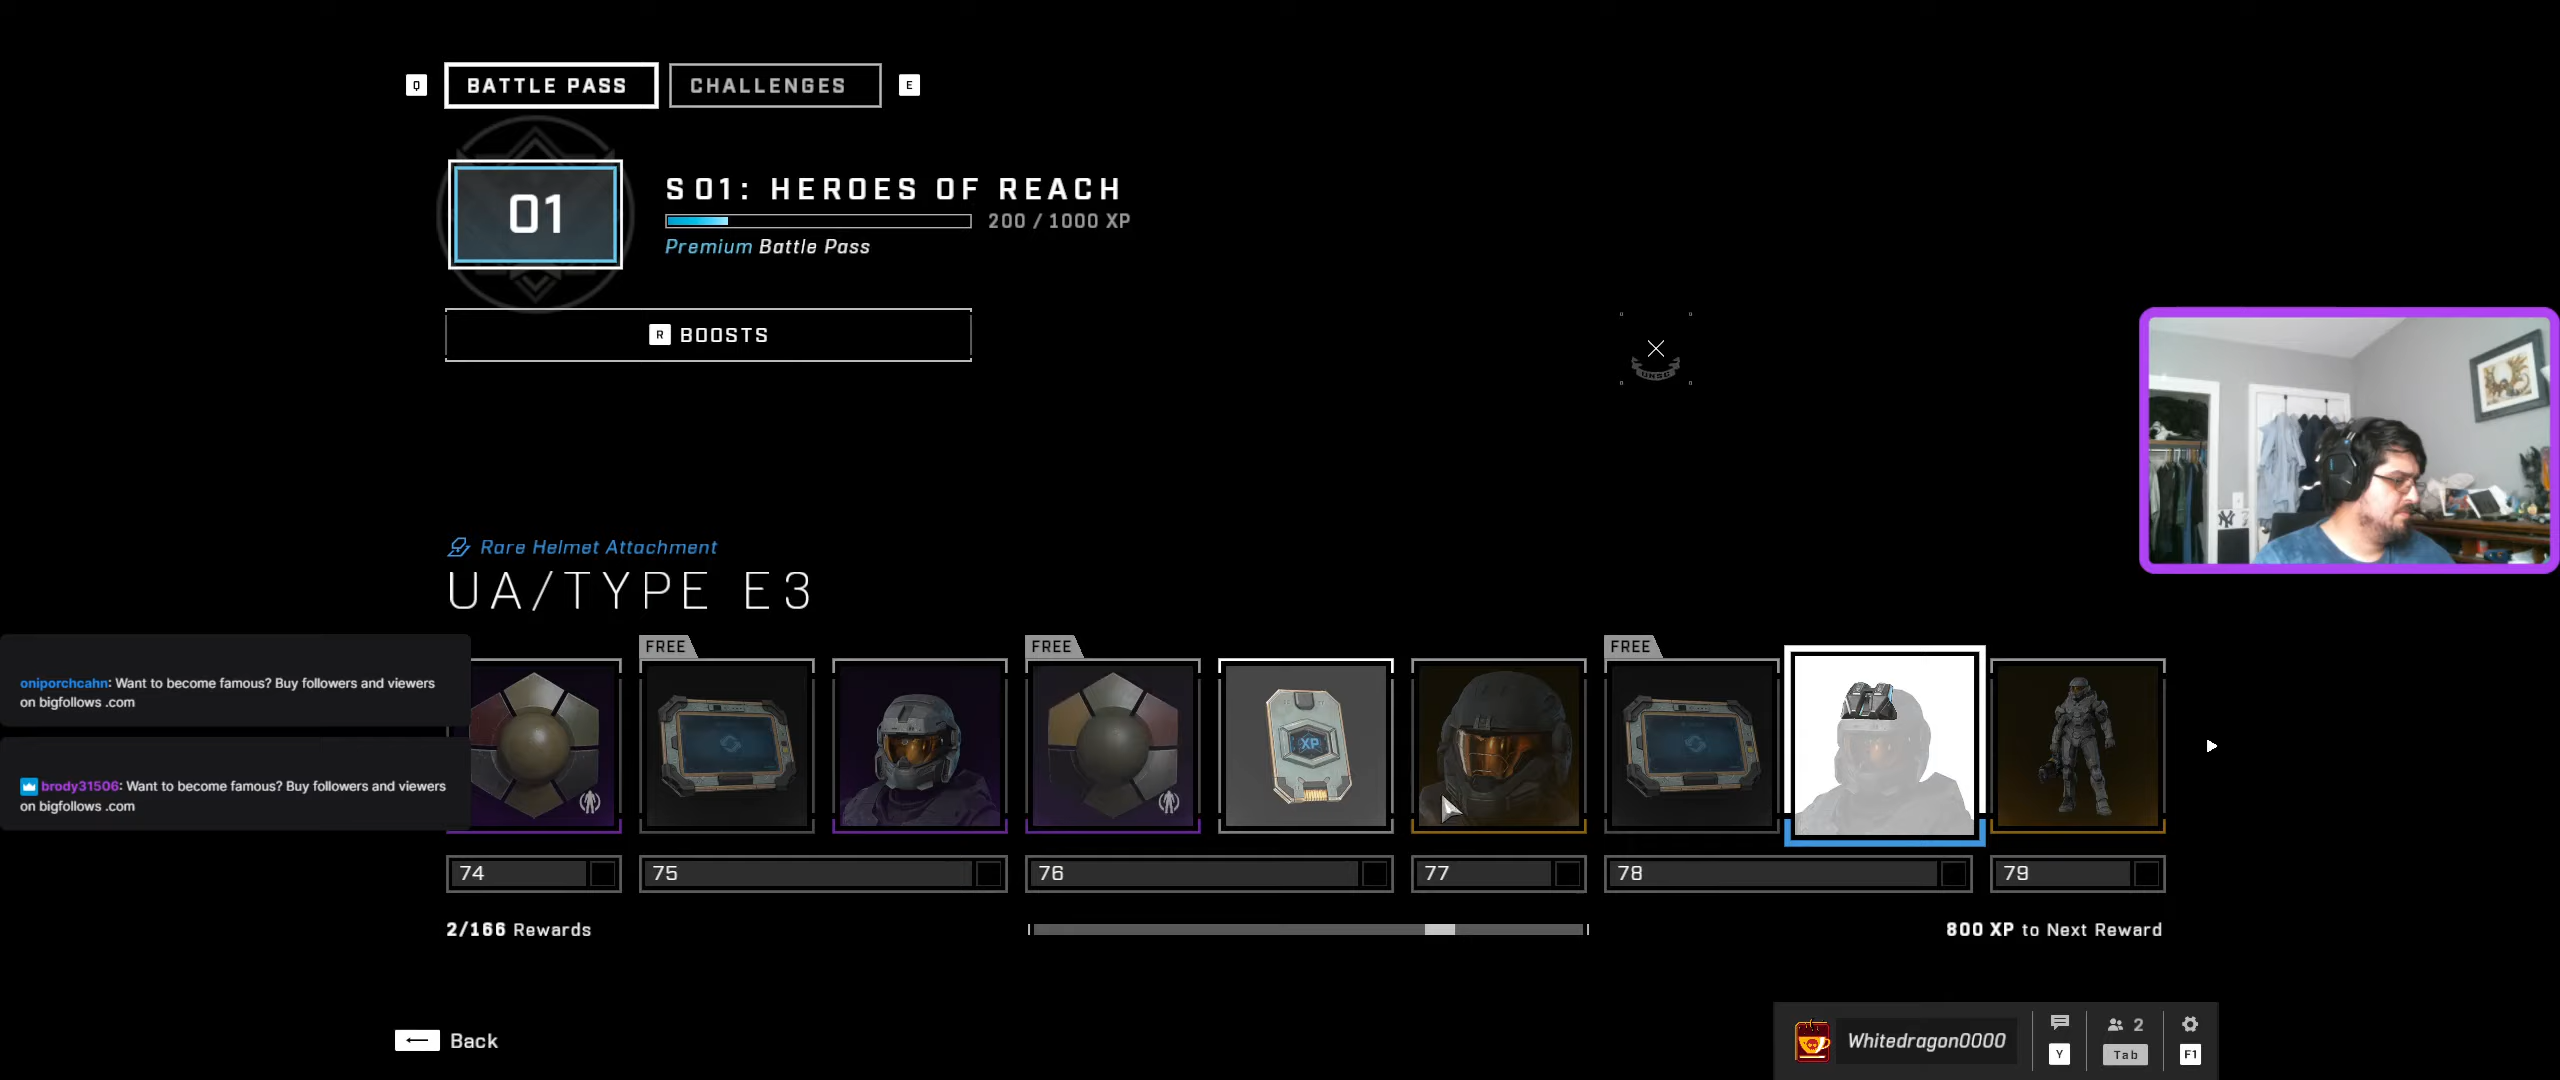 Q BATTLE PASS CHALLENGES E
01
S01: HEROES OF REACH
200 / 1000 XP
Premium Battle Pass
R BOOSTS
UNSC
Rare Helmet Attachment
UA/TYPE E3
FREE FREE FREE
oniporchcahn: Want to become famous? Buy followers and viewers
on bigfollows .com
XP
brody31506: Want to become famous? Buy followers and viewers
on bigfollows .com
74 75 76 77 78 79
2/166 Rewards
800 XP to Next Reward
Back
Whitedragon0000
2
Y Tab F1